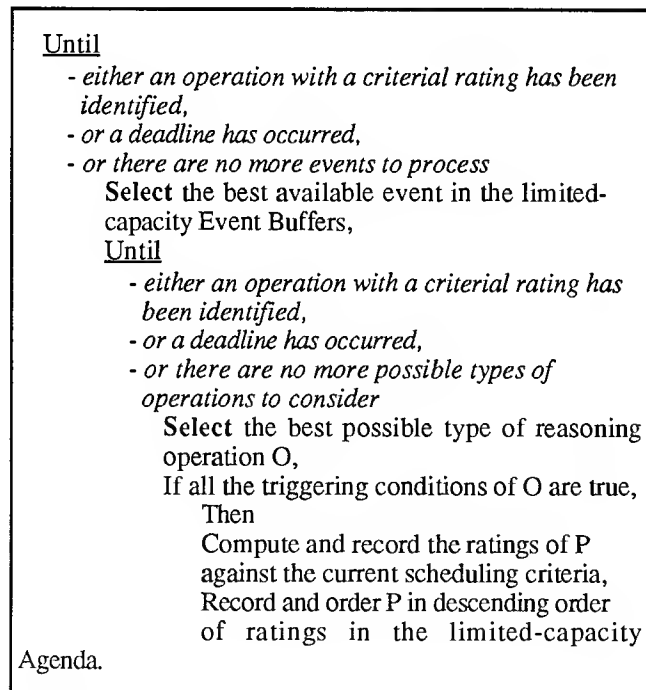 Until
- either an operation with a criterial rating has been
identified,
- or a deadline has occurred,
- or there are no more events to process
Select the best available event in the limited-
capacity Event Buffers,
Until
- either an operation with a criterial rating has
been identified,
- or a deadline has occurred,
- or there are no more possible types of
operations to consider
Select the best possible type of reasoning
operation O,
If all the triggering conditions of O are true,
Then
Compute and record the ratings of P
against the current scheduling criteria,
Record and order P in descending order
of ratings in the limited-capacity
Agenda.